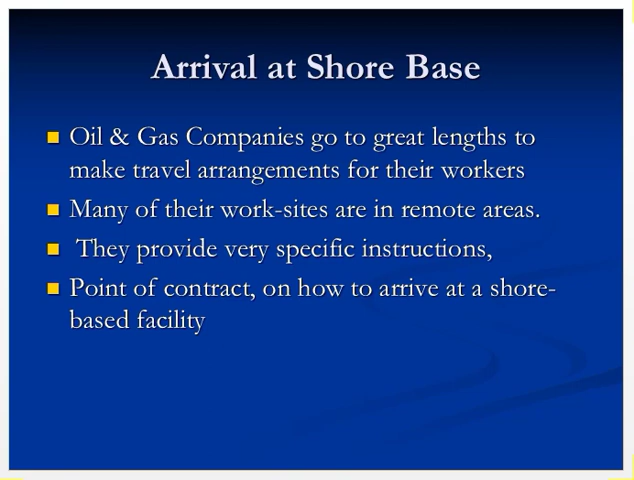 Arrival at Shore Base
Oil & Gas Companies go to great lengths to
make travel arrangements for their workers
Many of their work-sites are in remote areas.
They provide very specific instructions,
Point of contract, on how to arrive at a shore-
based facility